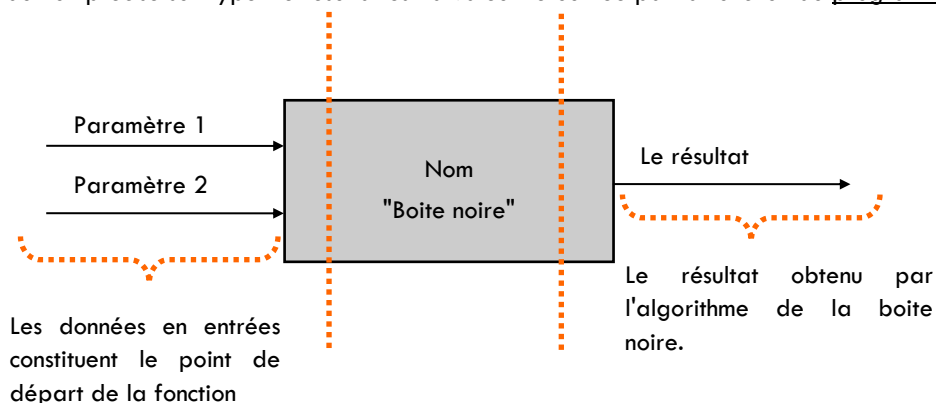 Paramètre 1
Paramètre 2
Nom
"Boite noire"
Le résultat
Les données en entrées
constituent le point de
départ de la fonction
Le résultat obtenu par
l'algorithme de la boite
noire.